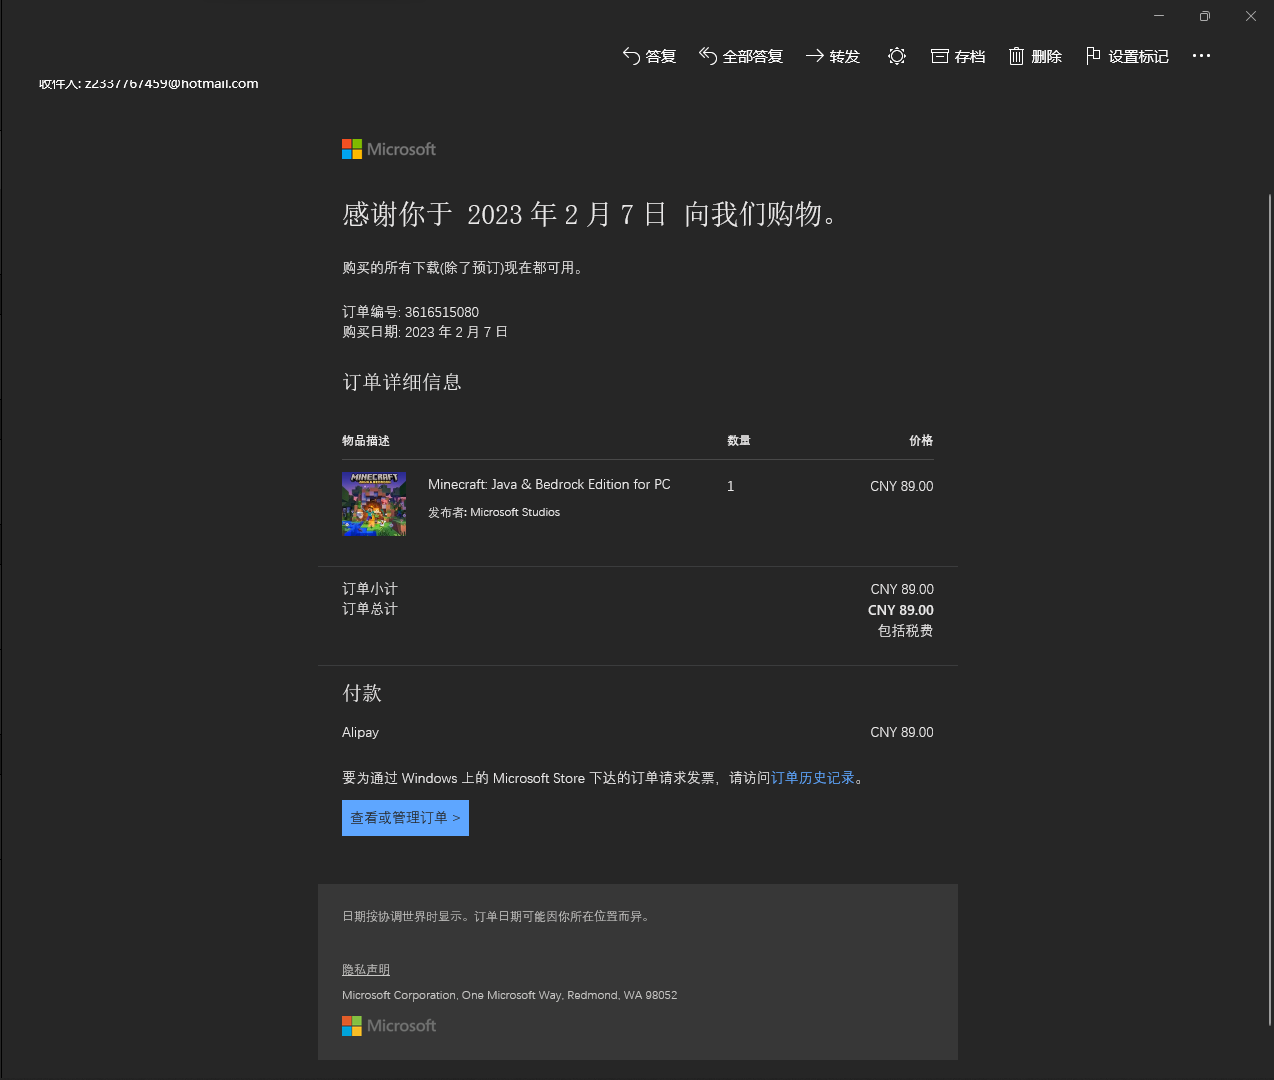 答复 全部答复 转发 存档 删除 设置标记
收件人: z2337767459@hotmail.com
Microsoft
感谢你于 2023 年 2 月 7 日 向我们购物。
购买的所有下载(除了预订)现在都可用。
订单编号: 3616515080
购买日期: 2023 年 2 月 7 日
订单详细信息
物品描述 数量 价格
MINECRAFT
Minecraft: Java & Bedrock Edition for PC 1 CNY 89.00
发布者: Microsoft Studios
订单小计 CNY 89.00
订单总计 CNY 89.00
包括税费
付款
Alipay CNY 89.00
要为通过 Windows 上的 Microsoft Store 下达的订单请求发票，请访问订单历史记录。
查看或管理订单 >
日期按协调世界时显示。订单日期可能因你所在位置而异。
隐私声明
Microsoft Corporation, One Microsoft Way, Redmond, WA 98052
Microsoft